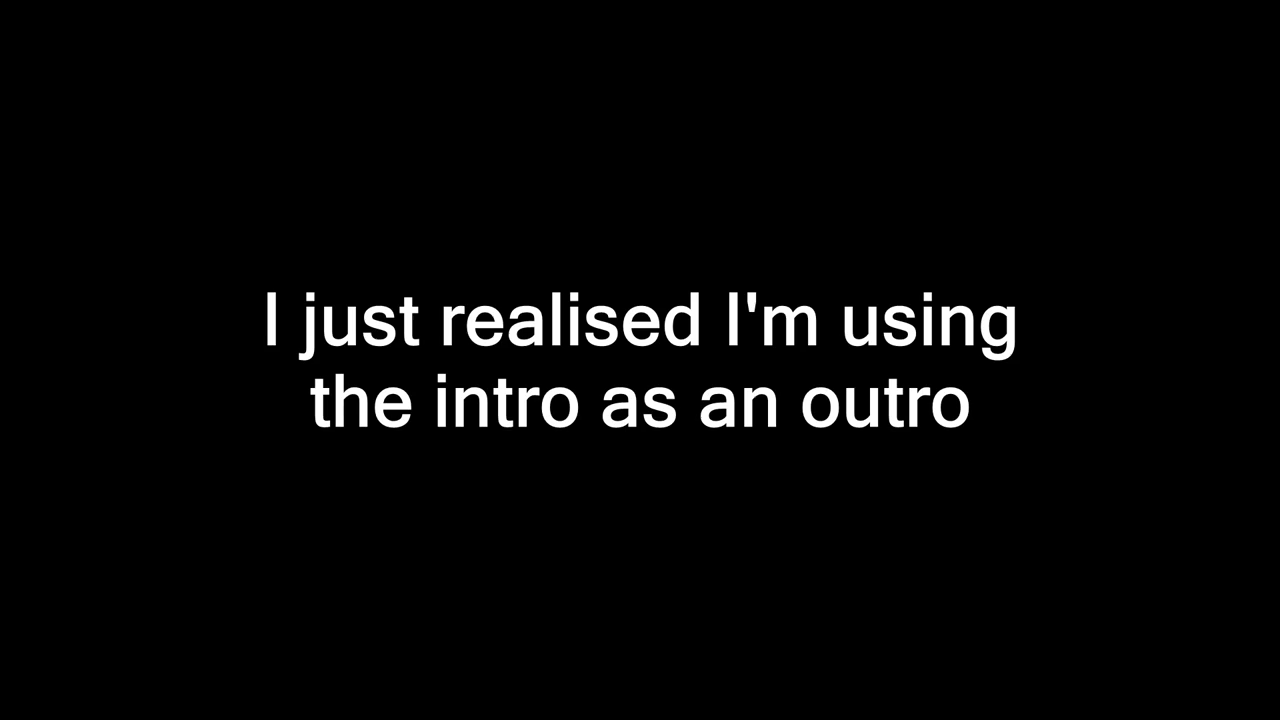 I just realised I'm using
the intro as an outro